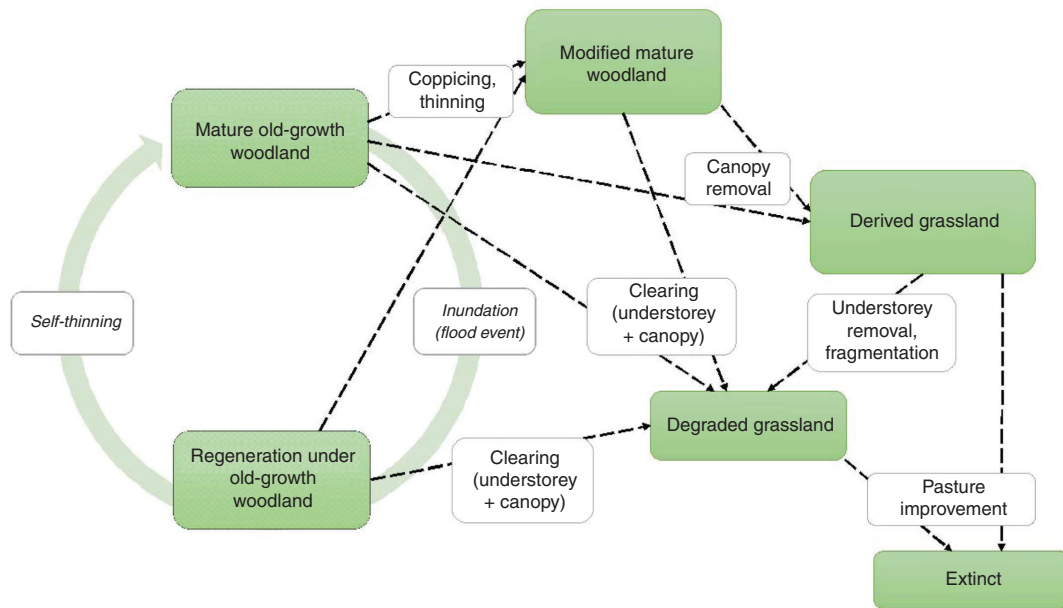 Modified mature
woodland
Coppicing,
thinning
Mature old-growth
woodland
Canopy
removal
Derived grassland
Self-thinning
Inundation
(flood event)
Clearing
(understorey
+ canopy)
Understorey
removal,
fragmentation
Degraded grassland
Regeneration under
old-growth
woodland
Clearing
(understorey
+ canopy)
Pasture
improvement
Extinct